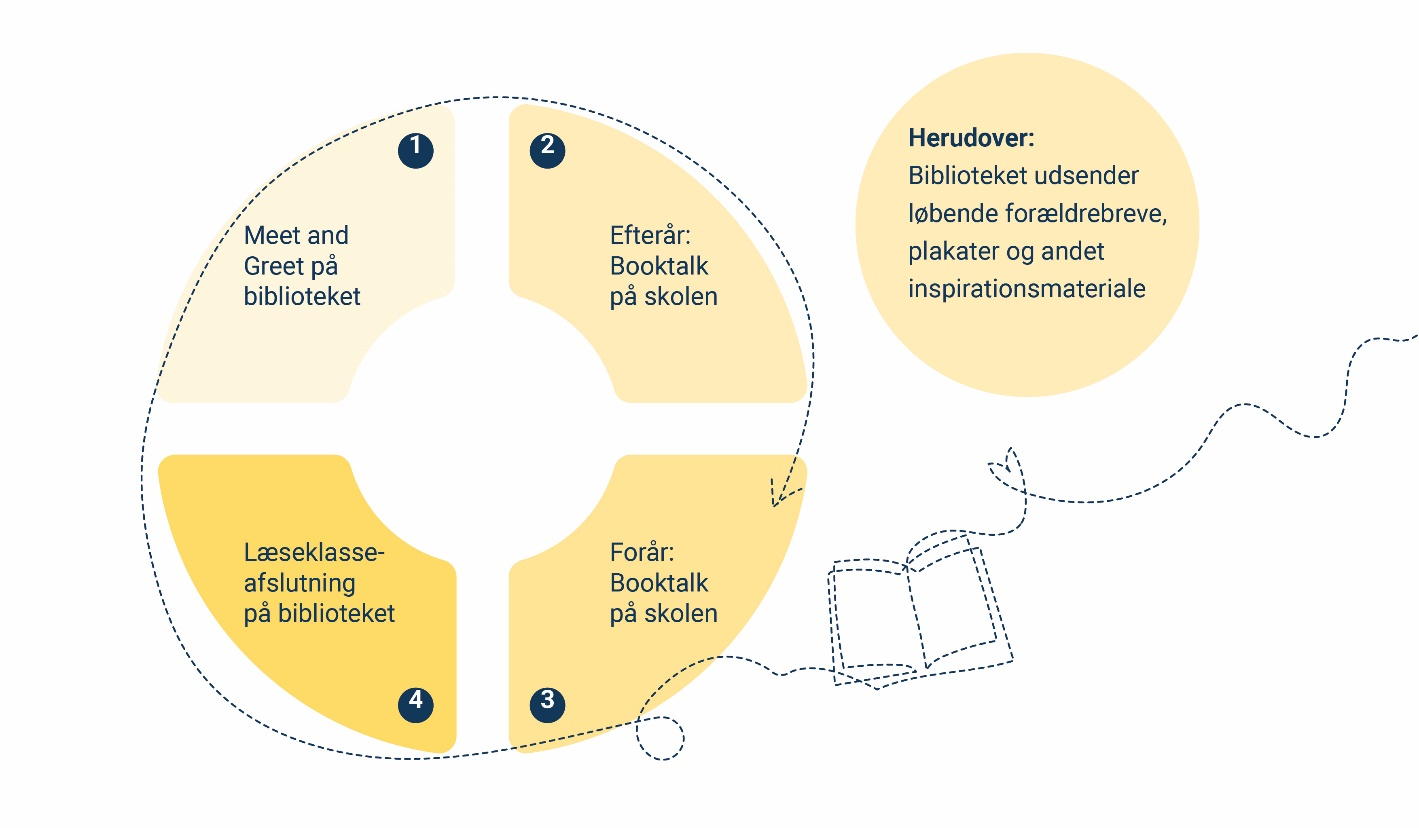 1
Meet and
Greet på
biblioteket
2
Efterår:
Booktalk
på skolen
3
Forår:
Booktalk
på skolen
4
Læseklasse-
afslutning
på biblioteket
Herudover:
Biblioteket udsender
løbende forældrebreve,
plakater og andet
inspirationsmateriale